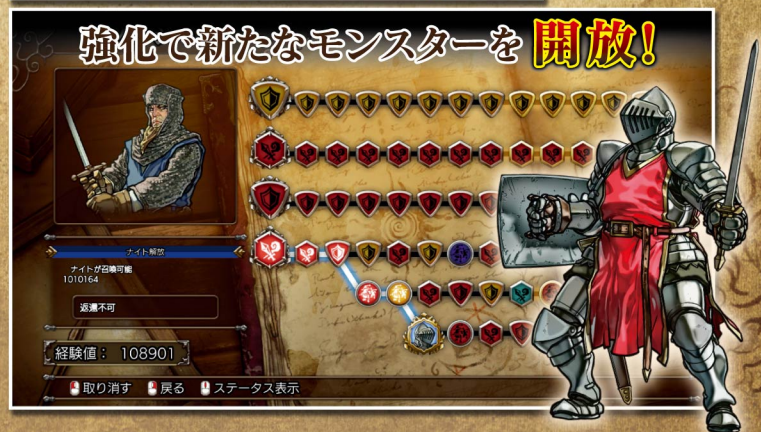 強化で新たなモンスターを開放!
ナイト解放
ナイトが召喚可能
1010164
返還不可
経験値: 108901
取り消す 戻る ステータス表示